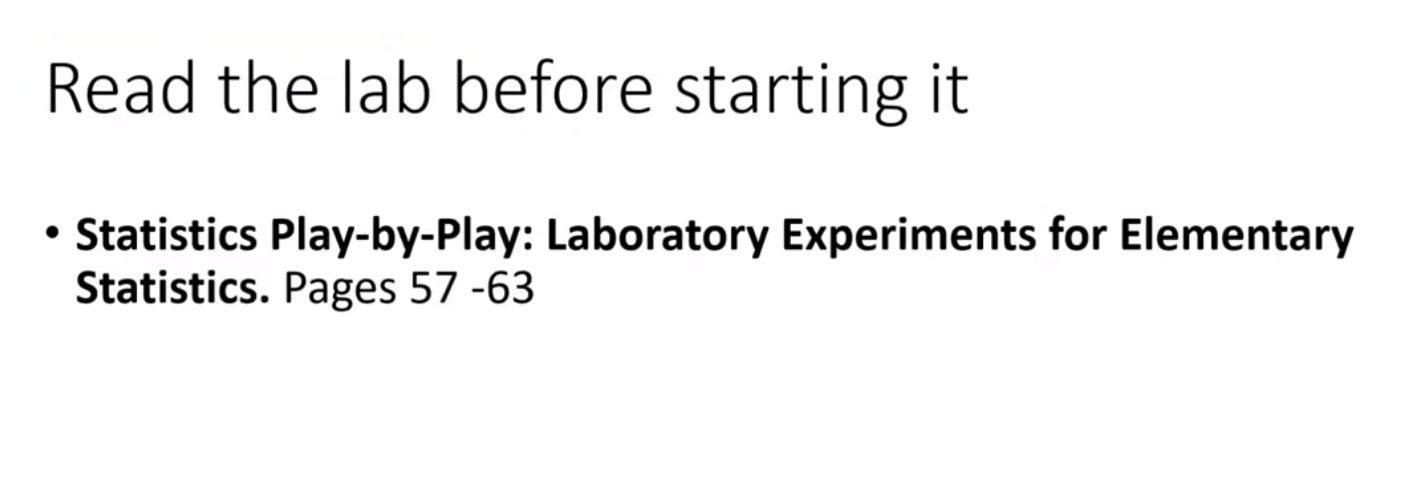 Read the lab before starting it
• Statistics Play-by-Play: Laboratory Experiments for Elementary
Statistics. Pages 57 -63